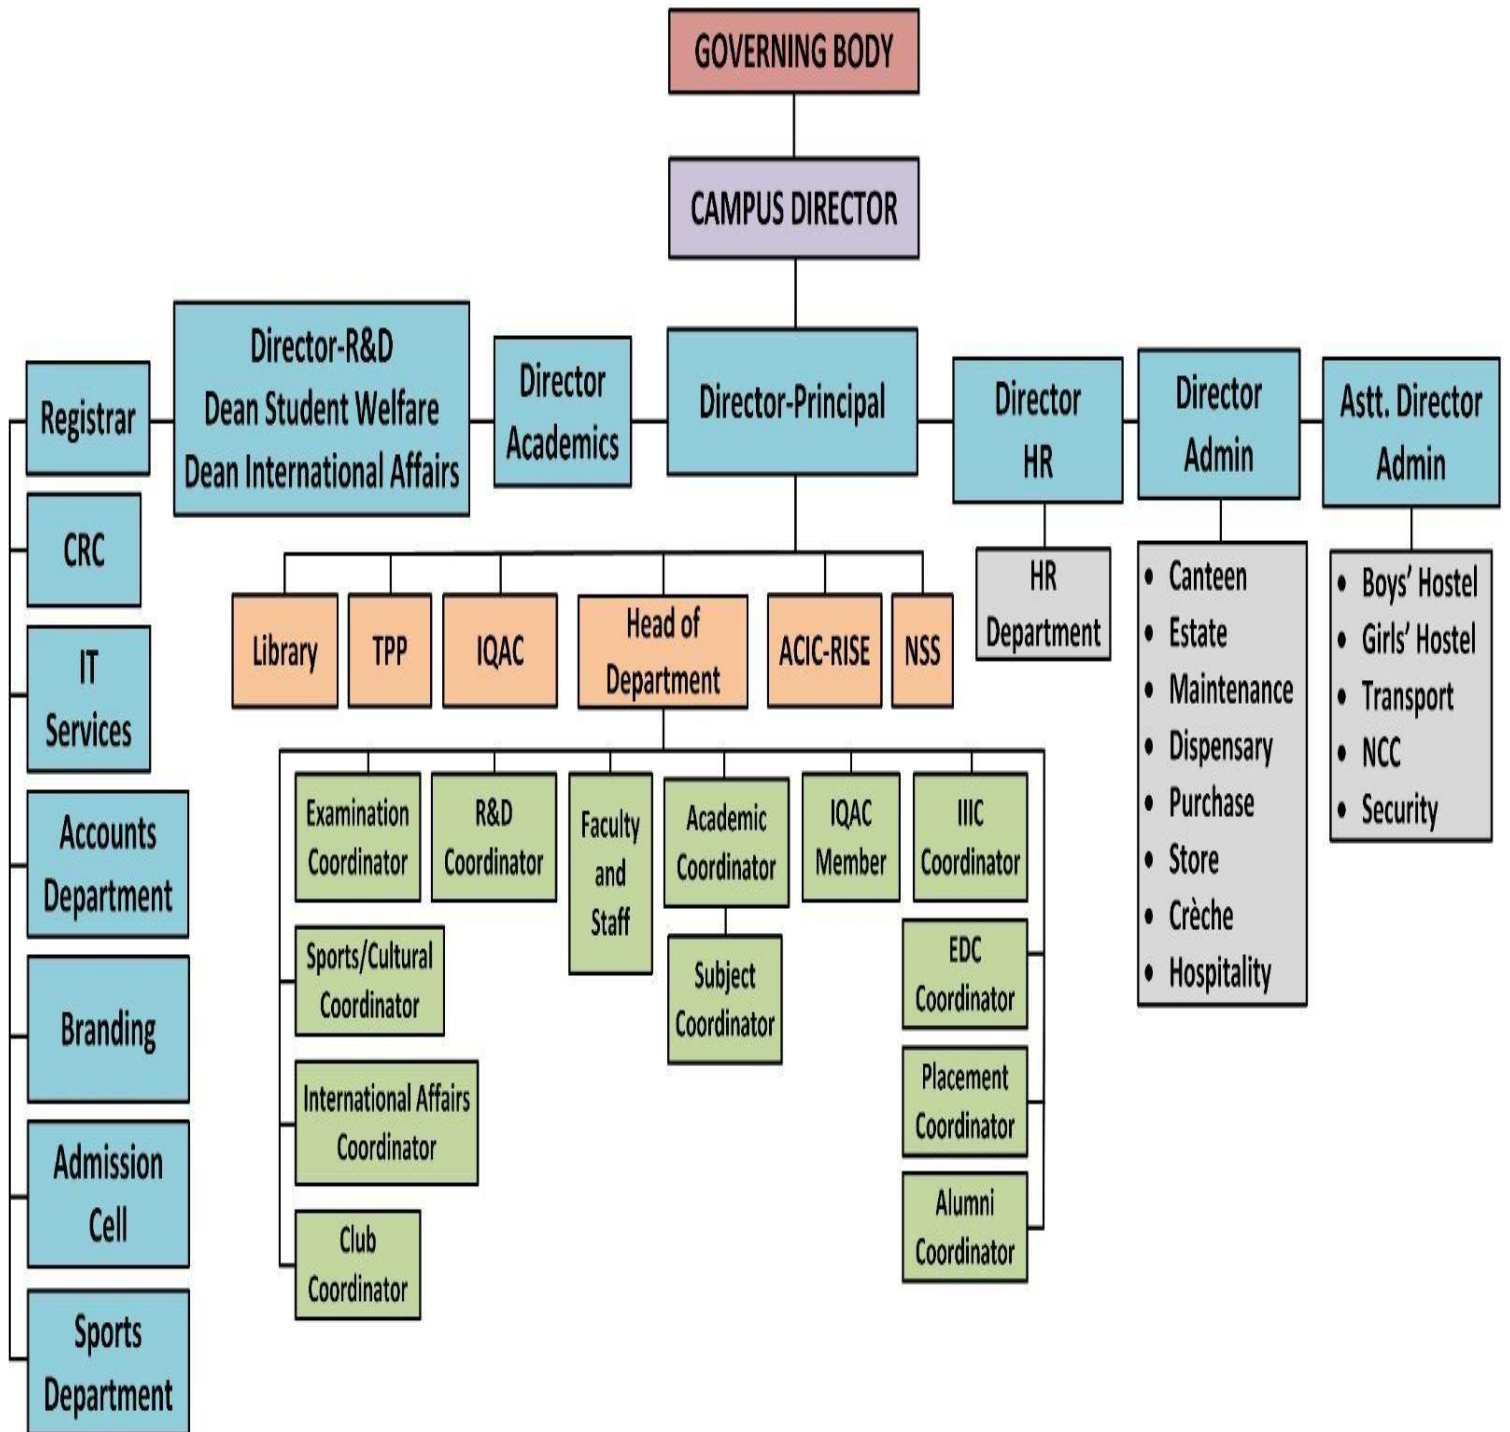 GOVERNING BODY
CAMPUS DIRECTOR
Registrar
Director-R&D
Dean Student Welfare
Dean International Affairs
Director
Academics
Director-Principal
Director
HR
Director
Admin
Astt. Director
Admin
CRC
IT
Services
Accounts
Department
Branding
Admission
Cell
Sports
Department
Library
TPP
IQAC
Head of
Department
ACIC-RISE
NSS
HR
Department
• Canteen
• Estate
• Maintenance
• Dispensary
• Purchase
• Store
• Crèche
• Hospitality
• Boys’ Hostel
• Girls’ Hostel
• Transport
• NCC
• Security
Examination
Coordinator
R&D
Coordinator
Faculty
and
Staff
Academic
Coordinator
IQAC
Member
IIIC
Coordinator
Sports/Cultural
Coordinator
Subject
Coordinator
EDC
Coordinator
International Affairs
Coordinator
Placement
Coordinator
Club
Coordinator
Alumni
Coordinator